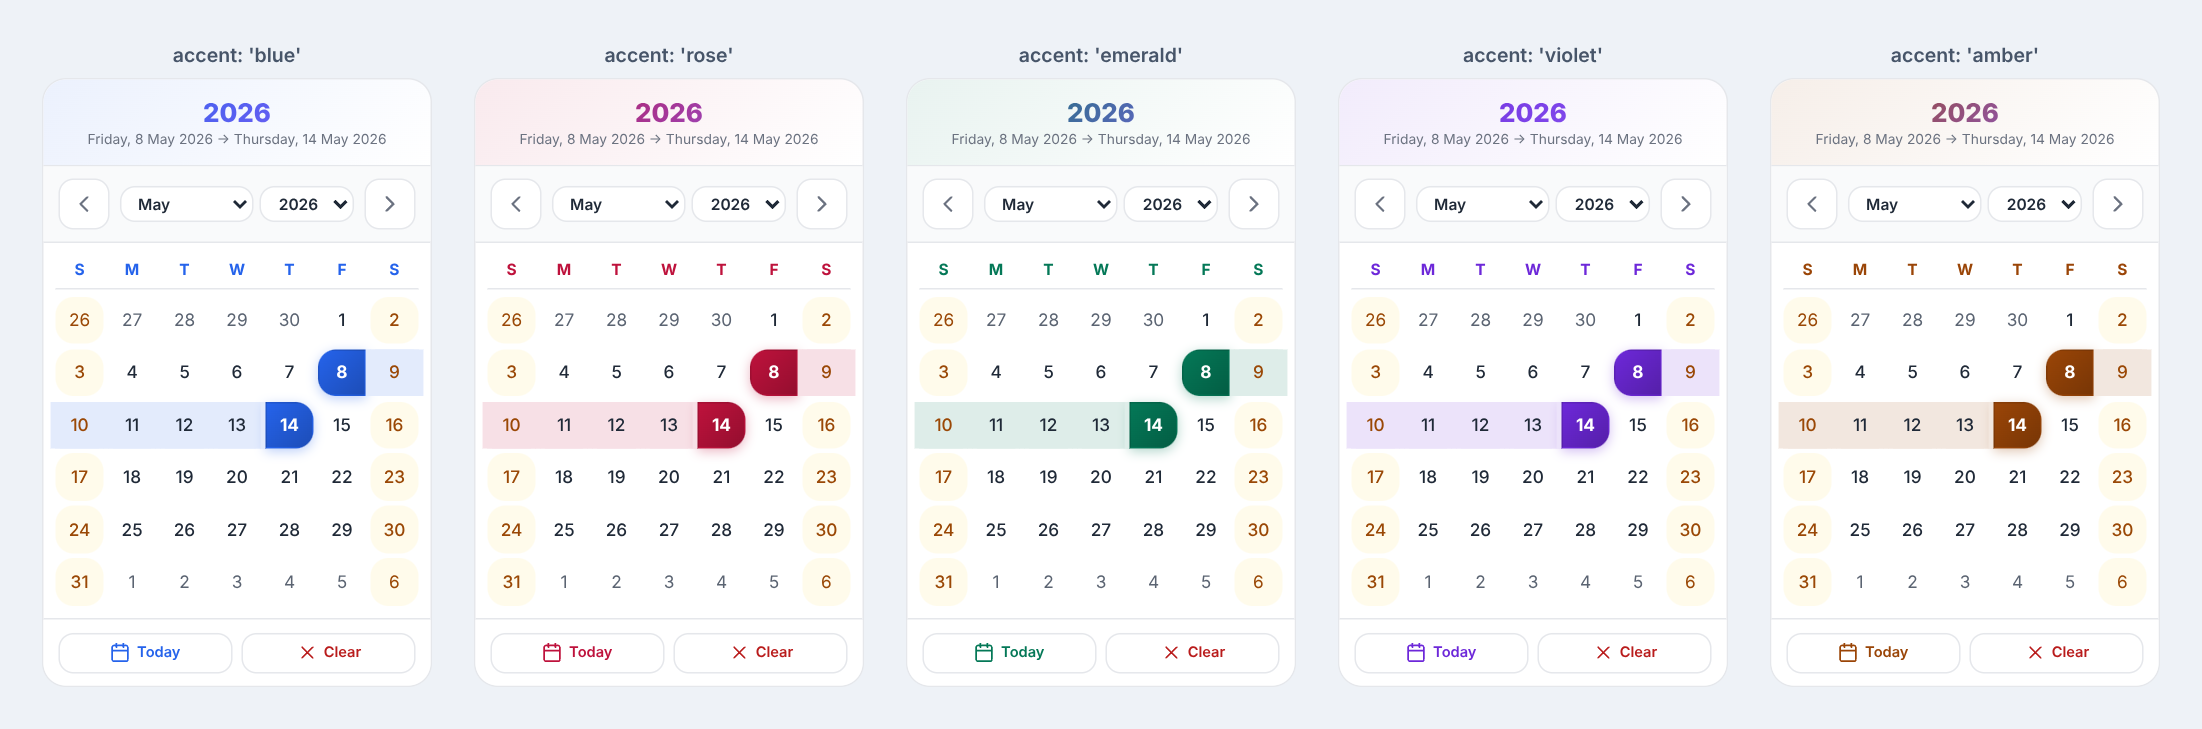 accent: 'blue'
2026
Friday, 8 May 2026 → Thursday, 14 May 2026
May 2026
S M T W T F S
26 27 28 29 30 1 2
3 4 5 6 7 8 9
10 11 12 13 14 15 16
17 18 19 20 21 22 23
24 25 26 27 28 29 30
31 1 2 3 4 5 6
Today Clear
accent: 'rose'
2026
Friday, 8 May 2026 → Thursday, 14 May 2026
May 2026
S M T W T F S
26 27 28 29 30 1 2
3 4 5 6 7 8 9
10 11 12 13 14 15 16
17 18 19 20 21 22 23
24 25 26 27 28 29 30
31 1 2 3 4 5 6
Today Clear
accent: 'emerald'
2026
Friday, 8 May 2026 → Thursday, 14 May 2026
May 2026
S M T W T F S
26 27 28 29 30 1 2
3 4 5 6 7 8 9
10 11 12 13 14 15 16
17 18 19 20 21 22 23
24 25 26 27 28 29 30
31 1 2 3 4 5 6
Today Clear
accent: 'violet'
2026
Friday, 8 May 2026 → Thursday, 14 May 2026
May 2026
S M T W T F S
26 27 28 29 30 1 2
3 4 5 6 7 8 9
10 11 12 13 14 15 16
17 18 19 20 21 22 23
24 25 26 27 28 29 30
31 1 2 3 4 5 6
Today Clear
accent: 'amber'
2026
Friday, 8 May 2026 → Thursday, 14 May 2026
May 2026
S M T W T F S
26 27 28 29 30 1 2
3 4 5 6 7 8 9
10 11 12 13 14 15 16
17 18 19 20 21 22 23
24 25 26 27 28 29 30
31 1 2 3 4 5 6
Today Clear